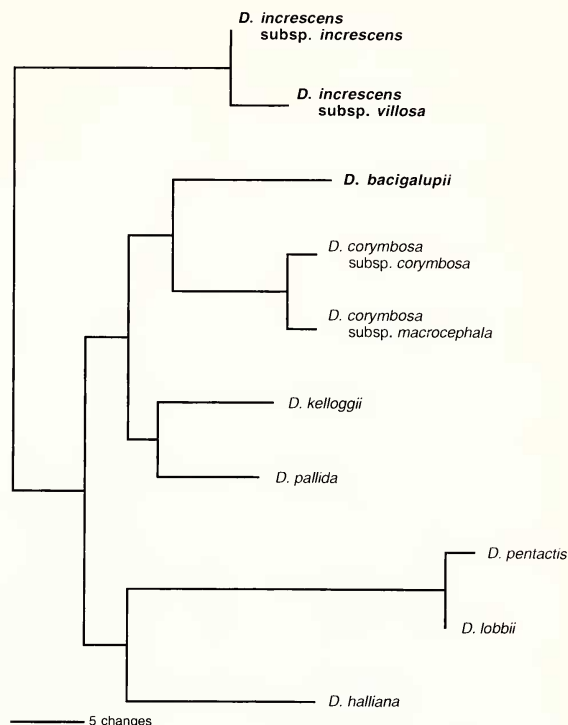 D. increscens
subsp. increscens
D. increscens
subsp. villosa
D. bacigalupii
D. corymbosa
subsp. corymbosa
D. corymbosa
subsp. macrocephala
D. kelloggii
D. pallida
D. pentactis
D. lobbii
D. halliana
5 changes